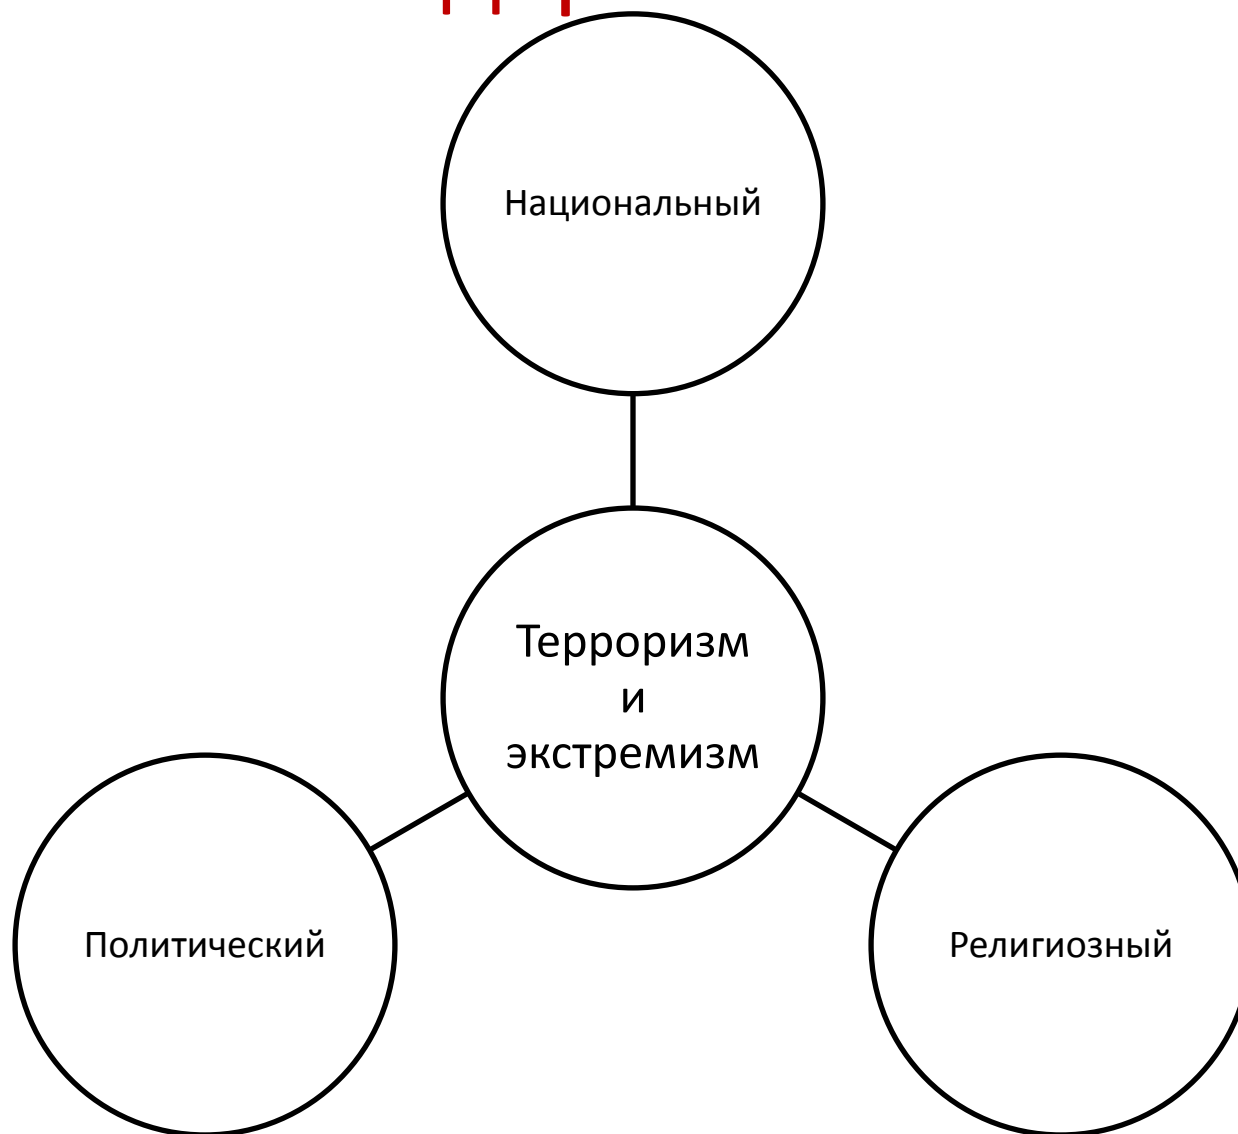 Национальный
Терроризм
и
экстремизм
Политический
Религиозный